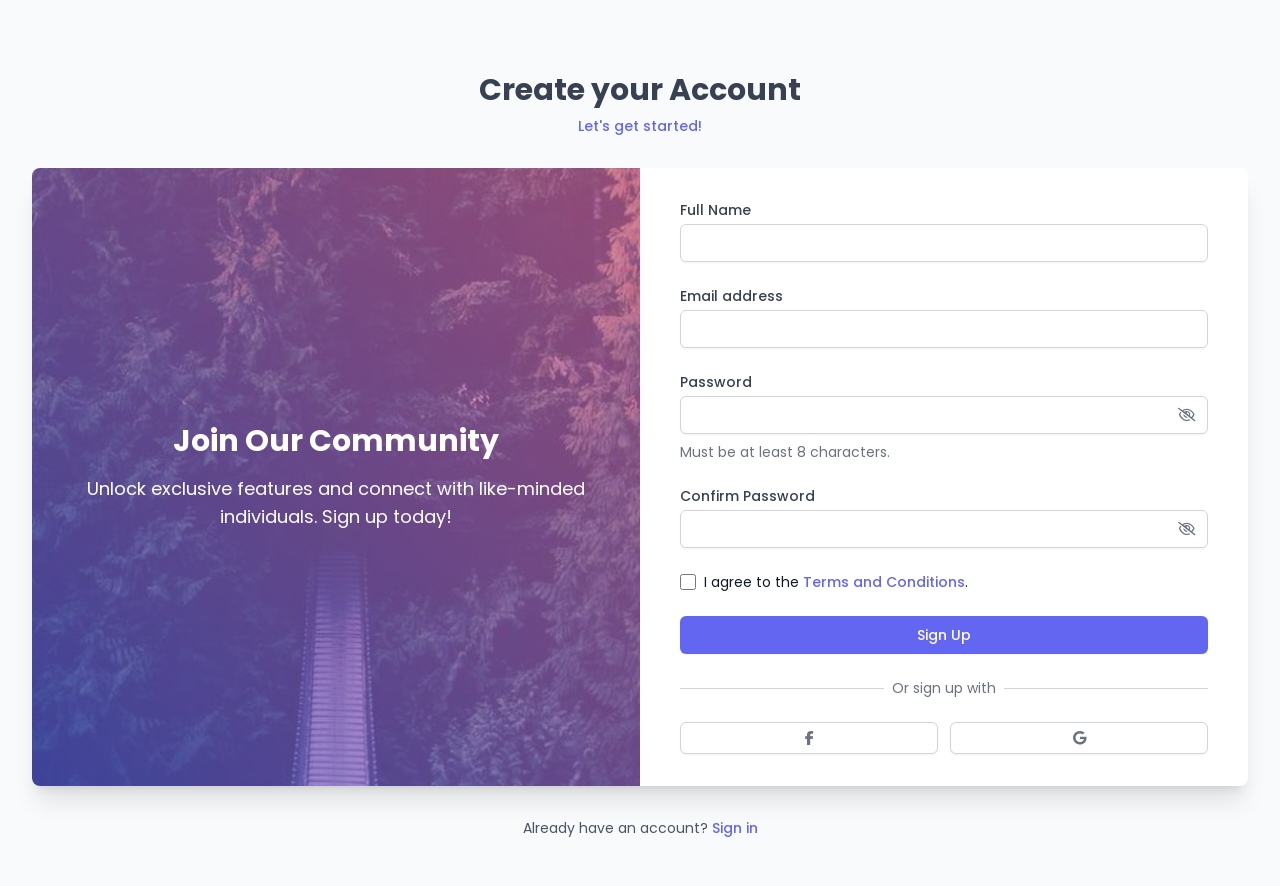 Create your Account
Let's get started!
Join Our Community
Unlock exclusive features and connect with like-minded
individuals. Sign up today!
Full Name
Email address
Password
Must be at least 8 characters.
Confirm Password
I agree to the Terms and Conditions.
Sign Up
Or sign up with
Already have an account? Sign in